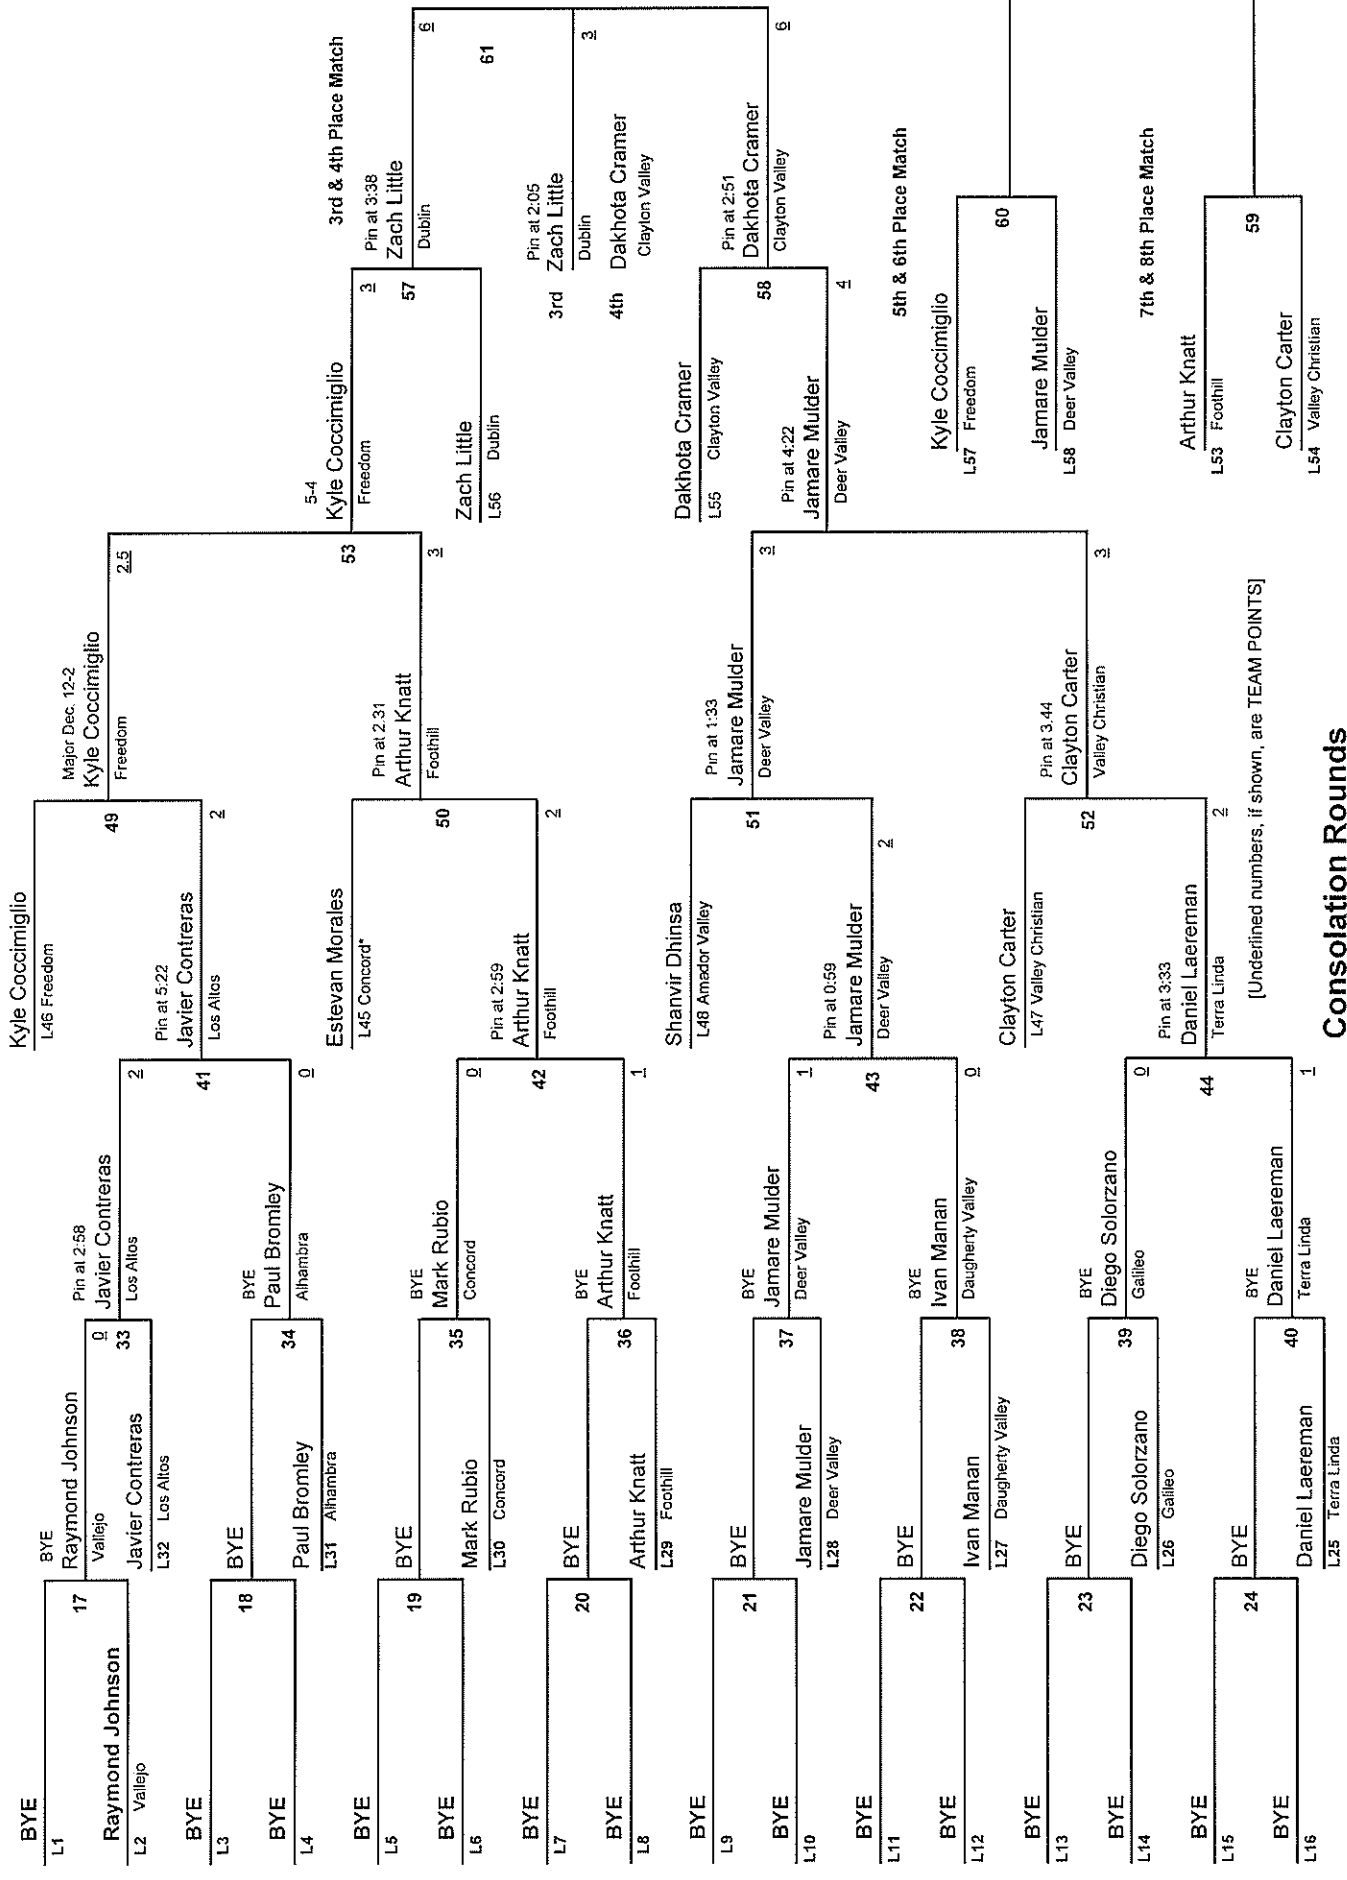 BYE
L1
17
Raymond Johnson
L2 Vallejo
BYE
L3
18
BYE
L4
BYE
L5
19
BYE
L6
BYE
L7
20
BYE
L8
BYE
L9
21
BYE
L10
BYE
L11
22
BYE
L12
BYE
L13
23
BYE
L14
BYE
L15
24
BYE
L16
BYE
Raymond Johnson
Vallejo
0
33
Javier Contreras
L32 Los Altos
BYE
34
Paul Bromley
L31 Alhambra
BYE
35
Mark Rubio
L30 Concord
BYE
36
Arthur Knatt
L29 Foothill
BYE
37
Jamare Mulder
L28 Deer Valley
BYE
38
Ivan Manan
L27 Daugherty Valley
BYE
39
Diego Solorzano
L26 Galileo
BYE
40
Daniel Laereman
L25 Terra Linda
Pin at 2:58
Javier Contreras
Los Altos
2
41
BYE
Paul Bromley
Alhambra
0
BYE
Mark Rubio
Concord
0
42
BYE
Arthur Knatt
Foothill
1
BYE
Jamare Mulder
Deer Valley
1
43
BYE
Ivan Manan
Daugherty Valley
0
BYE
Diego Solorzano
Galileo
0
44
BYE
Daniel Laereman
Terra Linda
1
Kyle Coccimiglio
L46 Freedom
49
Pin at 5:22
Javier Contreras
Los Altos
2
Estevan Morales
L45 Concord*
50
Pin at 2:59
Arthur Knatt
Foothill
2
Shanvir Dhinsa
L48 Amador Valley
51
Pin at 0:59
Jamare Mulder
Deer Valley
2
Clayton Carter
L47 Valley Christian
52
Pin at 3:33
Daniel Laereman
Terra Linda
2
Major Dec. 12-2
Kyle Coccimiglio
Freedom
2.5
53
Pin at 2.31
Arthur Knatt
Foothill
3
Pin at 1:33
Jamare Mulder
Deer Valley
3
Pin at 3.44
Clayton Carter
Valley Christian
3
5-4
Kyle Coccimiglio
Freedom
3
57
Zach Little
L56 Dublin
Dakhota Cramer
L55 Clayton Valley
58
Pin at 4:22
Jamare Mulder
Deer Valley
4
3rd & 4th Place Match
Pin at 3:38
Zach Little
Dublin
6
61
Pin at 2:05
3rd Zach Little
Dublin
3
4th Dakhota Cramer
Clayton Valley
Pin at 2:51
Dakhota Cramer
Clayton Valley
6
5th & 6th Place Match
Kyle Coccimiglio
L57 Freedom
60
Jamare Mulder
L58 Deer Valley
7th & 8th Place Match
Arthur Knatt
L53 Foothill
59
Clayton Carter
L54 Valley Christian
[Underlined numbers, if shown, are TEAM POINTS]
Consolation Rounds